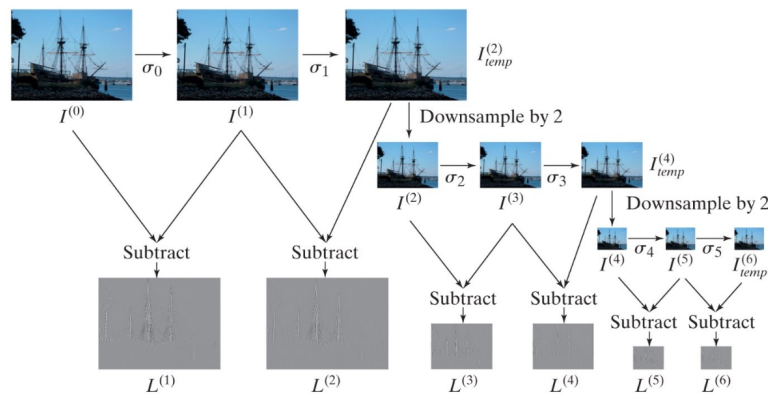 σ₀
σ₁
I⁽²⁾ₜₑₘₚ
I⁽⁰⁾
I⁽¹⁾
Downsample by 2
σ₂
σ₃
I⁽⁴⁾ₜₑₘₚ
I⁽²⁾
I⁽³⁾
Downsample by 2
σ₄
σ₅
I⁽⁴⁾
I⁽⁵⁾
I⁽⁶⁾ₜₑₘₚ
Subtract
Subtract
Subtract
Subtract
Subtract
Subtract
L⁽¹⁾
L⁽²⁾
L⁽³⁾
L⁽⁴⁾
L⁽⁵⁾
L⁽⁶⁾